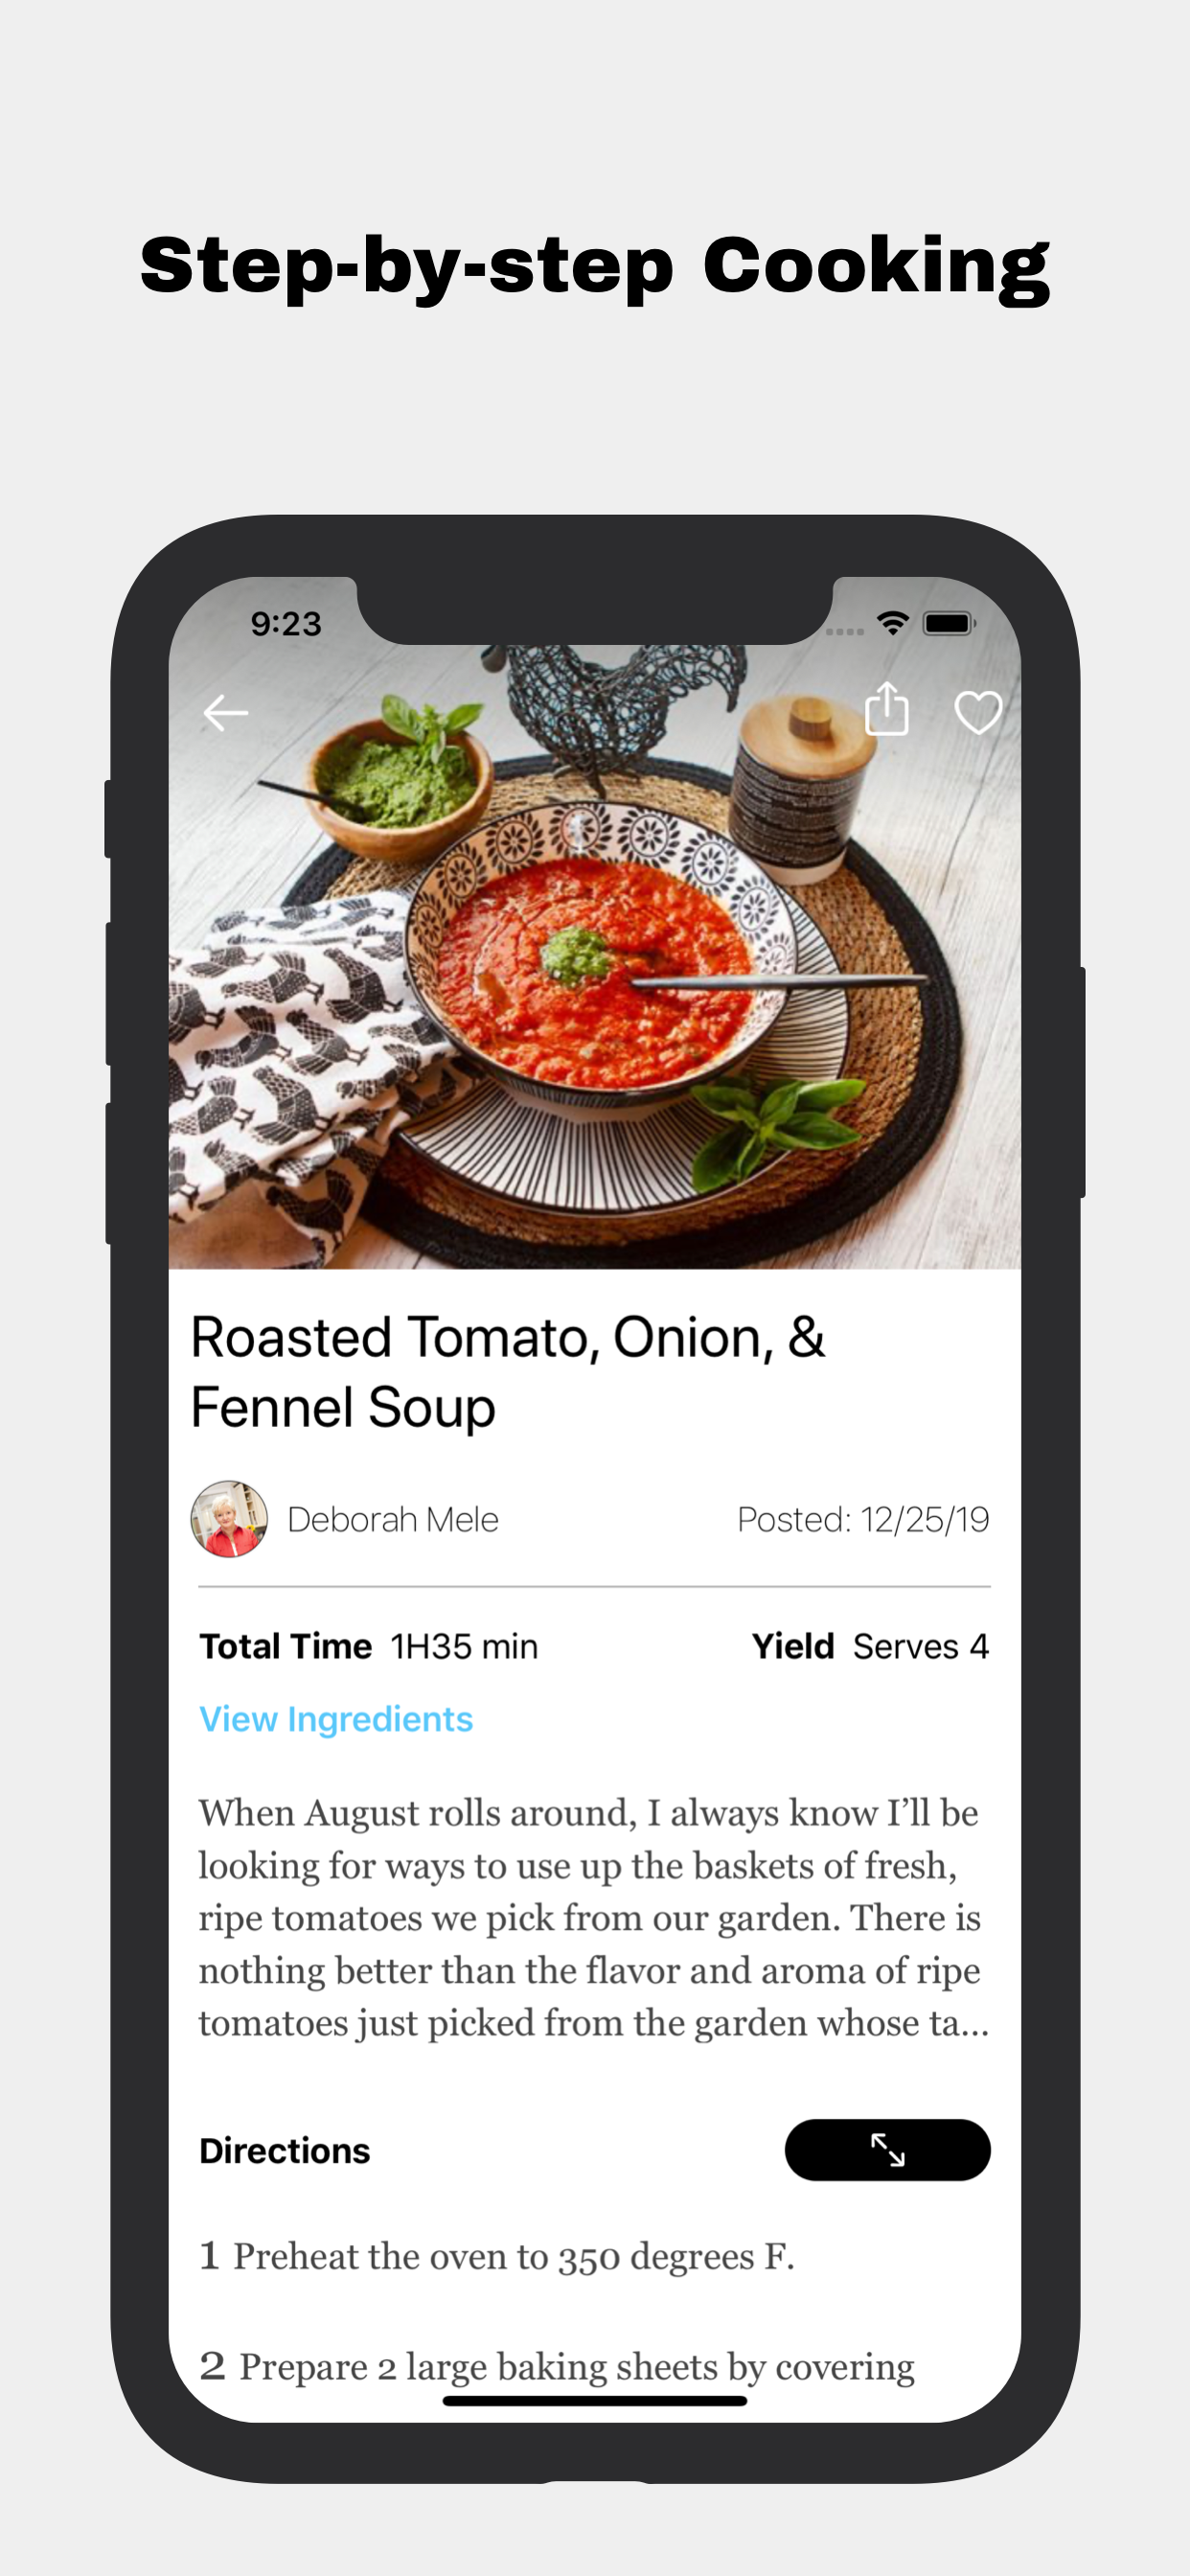 Step-by-step Cooking
9:23
Roasted Tomato, Onion, &
Fennel Soup
Deborah Mele
Posted: 12/25/19
Total Time 1H35 min
Yield Serves 4
View Ingredients
When August rolls around, I always know I’ll be
looking for ways to use up the baskets of fresh,
ripe tomatoes we pick from our garden. There is
nothing better than the flavor and aroma of ripe
tomatoes just picked from the garden whose ta...
Directions
1 Preheat the oven to 350 degrees F.
2 Prepare 2 large baking sheets by covering